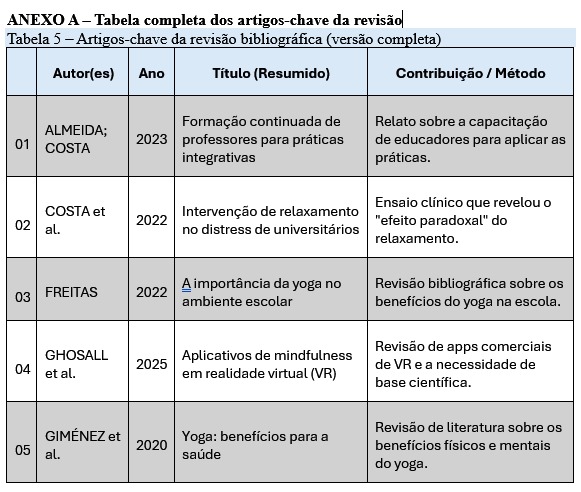 ANEXO A – Tabela completa dos artigos-chave da revisão
Tabela 5 – Artigos-chave da revisão bibliográfica (versão completa)
Autor(es) Ano Título (Resumido) Contribuição / Método
01
ALMEIDA;
COSTA
2023
Formação continuada de
professores para práticas
integrativas
Relato sobre a capacitação
de educadores para aplicar as
práticas.
02
COSTA et
al.
2022
Intervenção de relaxamento
no distress de universitários
Ensaio clínico que revelou o
"efeito paradoxal" do
relaxamento.
03
FREITAS
2022
A importância da yoga no
ambiente escolar
Revisão bibliográfica sobre os
benefícios do yoga na escola.
04
GHOSALL
et al.
2025
Aplicativos de mindfulness
em realidade virtual (VR)
Revisão de apps comerciais
de VR e a necessidade de
base científica.
05
GIMÉNEZ et
al.
2020
Yoga: benefícios para a
saúde
Revisão de literatura sobre os
benefícios físicos e mentais
do yoga.